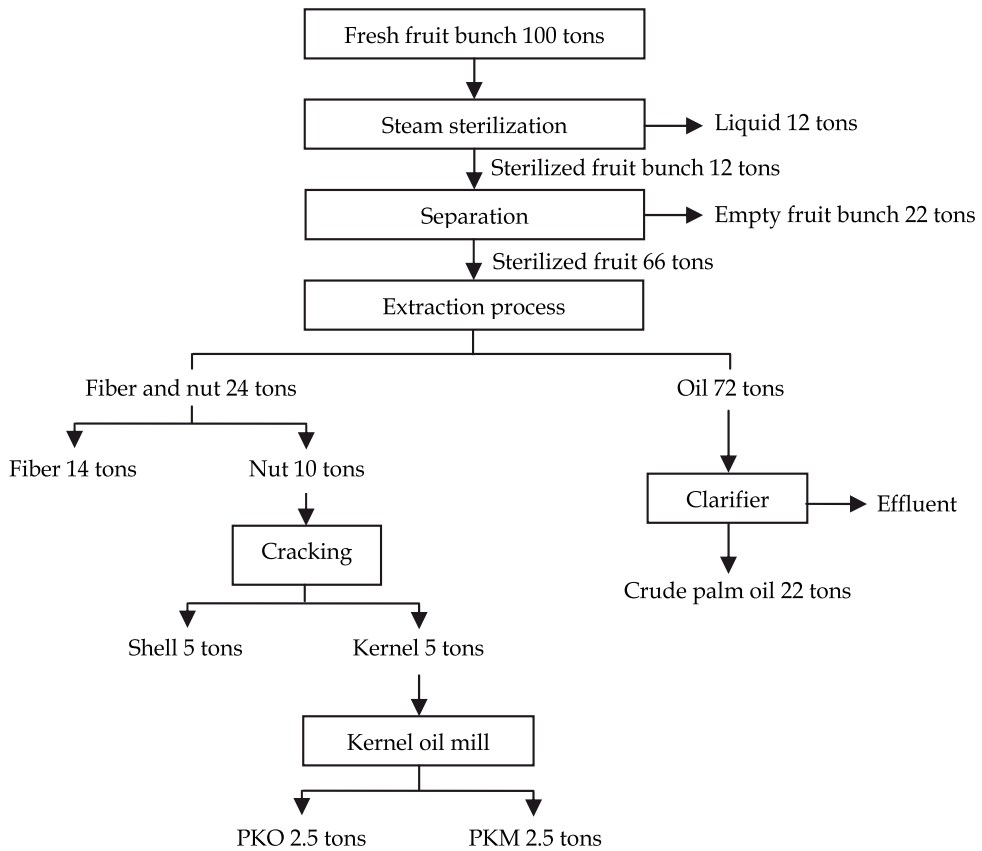 Fresh fruit bunch 100 tons
Steam sterilization
Liquid 12 tons
Sterilized fruit bunch 12 tons
Separation
Empty fruit bunch 22 tons
Sterilized fruit 66 tons
Extraction process
Fiber and nut 24 tons
Oil 72 tons
Fiber 14 tons
Nut 10 tons
Clarifier
Effluent
Cracking
Crude palm oil 22 tons
Shell 5 tons
Kernel 5 tons
Kernel oil mill
PKO 2.5 tons
PKM 2.5 tons